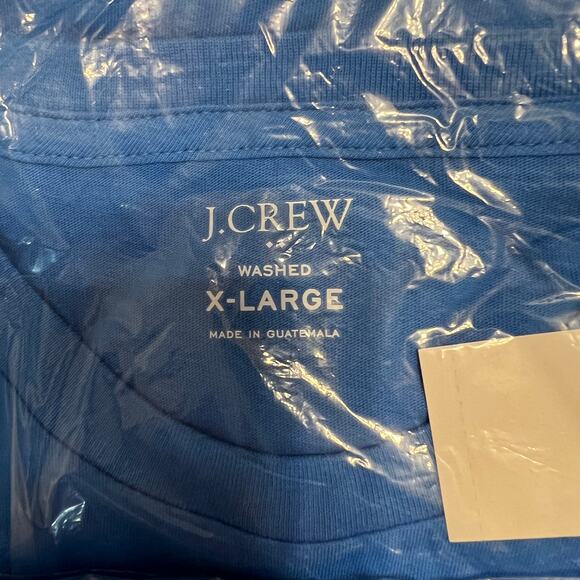 J.CREW
WASHED
X-LARGE
MADE IN GUATEMALA